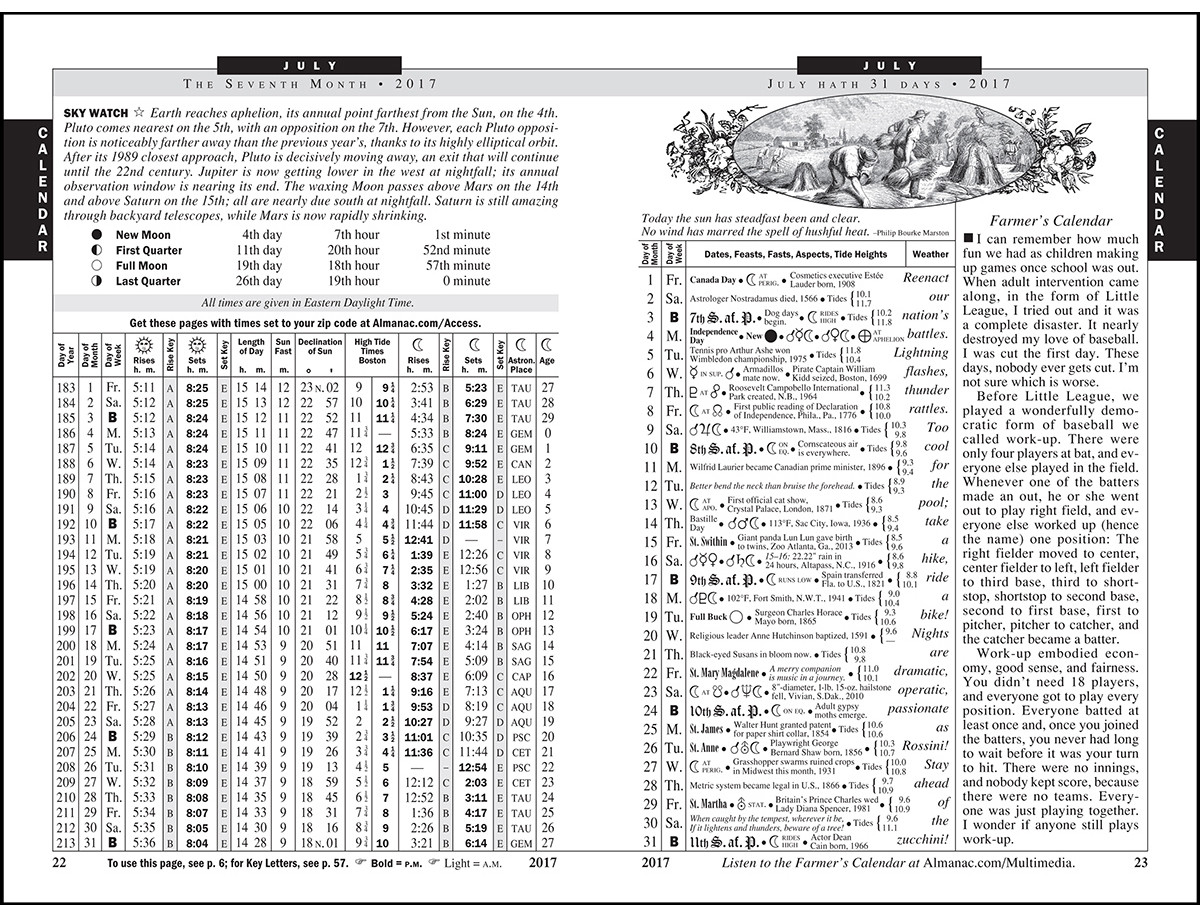 JULY
THE SEVENTH MONTH • 2017
CALENDAR
SKY WATCH ☆ Earth reaches aphelion, its annual point farthest from the Sun, on the 4th.
Pluto comes nearest on the 5th, with an opposition on the 7th. However, each Pluto opposi-
tion is noticeably farther away than the previous year's, thanks to its highly elliptical orbit.
After its 1989 closest approach, Pluto is decisively moving away, an exit that will continue
until the 22nd century. Jupiter is now getting lower in the west at nightfall; its annual
observation window is nearing its end. The waxing Moon passes above Mars on the 14th
and above Saturn on the 15th; all are nearly due south at nightfall. Saturn is still amazing
through backyard telescopes, while Mars is now rapidly shrinking.
● New Moon 4th day 7th hour 1st minute
◐ First Quarter 11th day 20th hour 52nd minute
○ Full Moon 19th day 18th hour 57th minute
◑ Last Quarter 26th day 19th hour 0 minute
All times are given in Eastern Daylight Time.
Get these pages with times set to your zip code at Almanac.com/Access.
Day of Year Day of Month Day of Week Rises h. m. Rise Key Sets h. m. Set Key Length of Day h. m. Sun Fast m. Declination of Sun ° ′ High Tide Times Boston ☾ Rises h. m. Rise Key ☾ Sets h. m. Set Key ☾ Astron. Place ☾ Age
183 1 Fr. 5:11 A 8:25 E 15 14 12 23 N. 02 9 9¼ 2:53 B 5:23 E TAU 27
184 2 Sa. 5:12 A 8:25 E 15 13 12 22 57 10 10¼ 3:41 B 6:29 E TAU 28
185 3 B 5:12 A 8:24 E 15 12 11 22 52 11 11½ 4:34 B 7:30 E TAU 29
186 4 M. 5:13 A 8:24 E 15 11 11 22 47 11¾ — 5:33 B 8:24 E GEM 0
187 5 Tu. 5:14 A 8:24 E 15 10 11 22 41 12 12¾ 6:35 C 9:11 E GEM 1
188 6 W. 5:14 A 8:23 E 15 09 11 22 35 12¾ 1½ 7:39 C 9:52 E CAN 2
189 7 Th. 5:15 A 8:23 E 15 08 11 22 28 1¾ 2¼ 8:43 C 10:28 E LEO 3
190 8 Fr. 5:16 A 8:23 E 15 07 11 22 21 2½ 3 9:45 C 11:00 D LEO 4
191 9 Sa. 5:16 A 8:22 E 15 06 10 22 14 3¼ 4 10:45 D 11:29 D LEO 5
192 10 B 5:17 A 8:22 E 15 05 10 22 06 4¼ 4¾ 11:44 D 11:58 C VIR 6
193 11 M. 5:18 A 8:21 E 15 03 10 21 58 5 5½ 12:41 D — – VIR 7
194 12 Tu. 5:19 A 8:21 E 15 02 10 21 49 5¾ 6¼ 1:39 E 12:26 C VIR 8
195 13 W. 5:19 A 8:20 E 15 01 10 21 41 6¾ 7¼ 2:35 E 12:56 C VIR 9
196 14 Th. 5:20 A 8:20 E 15 00 10 21 31 7¾ 8 3:32 E 1:27 B LIB 10
197 15 Fr. 5:21 A 8:19 E 14 58 10 21 22 8½ 8¾ 4:28 E 2:02 B LIB 11
198 16 Sa. 5:22 A 8:18 E 14 56 10 21 12 9½ 9½ 5:24 E 2:40 B OPH 12
199 17 B 5:23 A 8:17 E 14 54 10 21 01 10¼ 10½ 6:17 E 3:24 B OPH 13
200 18 M. 5:24 A 8:17 E 14 53 9 20 51 11 11 7:07 E 4:14 B SAG 14
201 19 Tu. 5:25 A 8:16 E 14 51 9 20 40 11¾ 11¾ 7:54 E 5:09 B SAG 15
202 20 W. 5:25 A 8:15 E 14 50 9 20 28 12½ — 8:37 E 6:09 C CAP 16
203 21 Th. 5:26 A 8:14 E 14 48 9 20 17 12½ 1¼ 9:16 E 7:13 C AQU 17
204 22 Fr. 5:27 A 8:13 E 14 46 9 20 04 1¼ 1¾ 9:53 D 8:19 C AQU 18
205 23 Sa. 5:28 A 8:13 E 14 45 9 19 52 2 2½ 10:27 D 9:27 D AQU 19
206 24 B 5:29 B 8:12 E 14 43 9 19 39 2¾ 3½ 11:01 C 10:35 D PSC 20
207 25 M. 5:30 B 8:11 E 14 41 9 19 26 3¾ 4¼ 11:36 C 11:44 D CET 21
208 26 Tu. 5:31 B 8:10 E 14 39 9 19 13 4½ 5 — – 12:54 E PSC 22
209 27 W. 5:32 B 8:09 E 14 37 9 18 59 5½ 6 12:12 C 2:03 E CET 23
210 28 Th. 5:33 B 8:08 E 14 35 9 18 45 6½ 7 12:52 B 3:11 E TAU 24
211 29 Fr. 5:34 B 8:07 E 14 33 9 18 31 7¾ 8 1:36 B 4:17 E TAU 25
212 30 Sa. 5:35 B 8:05 E 14 30 9 18 16 8¾ 9 2:26 B 5:19 E TAU 26
213 31 B 5:36 B 8:04 E 14 28 9 18 N. 01 9¾ 10 3:21 B 6:14 E GEM 27
22 To use this page, see p. 6; for Key Letters, see p. 57. ☞ Bold = P.M. ☞ Light = A.M. 2017
JULY
JULY HATH 31 DAYS • 2017
CALENDAR
Today the sun has steadfast been and clear.
No wind has marred the spell of hushful heat. –Philip Bourke Marston
Day of Month Day of Week Dates, Feasts, Fasts, Aspects, Tide Heights Weather
1 Fr. Canada Day • ☾ AT PERIG. • Cosmetics executive Estée Lauder born, 1908 Reenact
2 Sa. Astrologer Nostradamus died, 1566 • Tides {10.1 11.7 our
3 B 7th S. af. P. • Dog days begin. • ☾ RIDES HIGH • Tides {10.2 11.8 nation's
4 M. Independence Day • New ● • ☌☿☾ • ☌♀☾ • ⊕ AT APHELION battles.
5 Tu. Tennis pro Arthur Ashe won Wimbledon championship, 1975 • Tides {11.8 10.4 Lightning
6 W. ☿ IN SUP. ☌ • Armadillos mate now. • Pirate Captain William Kidd seized, Boston, 1699 flashes,
7 Th. ♇ AT ☍ • Roosevelt Campobello International Park created, N.B., 1964 {11.3 10.2 thunder
8 Fr. ☾ AT ☊ • First public reading of Declaration of Independence, Phila., Pa., 1776 {10.8 10.0 rattles.
9 Sa. ☌♃☾ • 43°F, Williamstown, Mass., 1816 • Tides {10.3 9.8 Too
10 B 8th S. af. P. • ☾ ON EQ. • Comscateous air is everywhere. • Tides {9.8 9.6 cool
11 M. Wilfrid Laurier became Canadian prime minister, 1896 • {9.3 9.4 for
12 Tu. Better bend the neck than bruise the forehead. • Tides {8.9 9.3 the
13 W. ☾ AT APO. • First official cat show, Crystal Palace, London, 1871 • Tides {8.6 9.3 pool;
14 Th. Bastille Day • ☌♂☾ • 113°F, Sac City, Iowa, 1936 • {8.5 9.4 take
15 Fr. St. Swithin • Giant panda Lun Lun gave birth to twins, Zoo Atlanta, Ga., 2013 • Tides {8.5 9.6 a
16 Sa. ☌☿♀ • ☌♄☾ • 15–16: 22.22" rain in 24 hours, Altapass, N.C., 1916 {8.6 9.8 hike,
17 B 9th S. af. P. • ☾ RUNS LOW • Spain transferred Fla. to U.S., 1821 {8.8 10.1 ride
18 M. ☌♇☾ • 102°F, Fort Smith, N.W.T., 1941 • Tides {9.0 10.4 a
19 Tu. Full Buck ○ • Surgeon Charles Horace Mayo born, 1865 • Tides {9.3 10.6 bike!
20 W. Religious leader Anne Hutchinson baptized, 1591 • {9.6 — Nights
21 Th. Black-eyed Susans in bloom now. • Tides {10.8 9.8 are
22 Fr. St. Mary Magdalene • A merry companion is music in a journey. • {11.0 10.1 dramatic,
23 Sa. ☾ AT ☋ • ☌♆☾ • 8"-diameter, 1-lb. 15-oz. hailstone fell, Vivian, S.Dak., 2010 operatic,
24 B 10th S. af. P. • ☾ ON EQ. • Adult gypsy moths emerge. passionate
25 M. St. James • Walter Hunt granted patent for paper shirt collar, 1854 • Tides {10.6 10.6 as
26 Tu. St. Anne • ☌♅☾ • Playwright George Bernard Shaw born, 1856 • {10.3 10.7 Rossini!
27 W. ☾ AT PERIG. • Grasshopper swarms ruined crops in Midwest this month, 1931 • Tides {10.0 10.8 Stay
28 Th. Metric system became legal in U.S., 1866 • Tides {9.7 10.9 ahead
29 Fr. St. Martha • ♁ STAT. • Britain's Prince Charles wed Lady Diana Spencer, 1981 • {9.6 10.9 of
30 Sa. When caught by the tempest, wherever it be, If it lightens and thunders, beware of a tree! • Tides {9.6 11.1 the
31 B 11th S. af. P. • ☾ RIDES HIGH • Actor Dean Cain born, 1966 zucchini!
Farmer's Calendar
■ I can remember how much
fun we had as children making
up games once school was out.
When adult intervention came
along, in the form of Little
League, I tried out and it was
a complete disaster. It nearly
destroyed my love of baseball.
I was cut the first day. These
days, nobody ever gets cut. I'm
not sure which is worse.
Before Little League, we
played a wonderfully demo-
cratic form of baseball we
called work-up. There were
only four players at bat, and ev-
eryone else played in the field.
Whenever one of the batters
made an out, he or she went
out to play right field, and ev-
eryone else worked up (hence
the name) one position: The
right fielder moved to center,
center fielder to left, left fielder
to third base, third to short-
stop, shortstop to second base,
second to first base, first to
pitcher, pitcher to catcher, and
the catcher became a batter.
Work-up embodied econ-
omy, good sense, and fairness.
You didn't need 18 players,
and everyone got to play every
position. Everyone batted at
least once and, once you joined
the batters, you never had long
to wait before it was your turn
to hit. There were no innings,
and nobody kept score, because
there were no teams. Every-
one was just playing together.
I wonder if anyone still plays
work-up.
2017 Listen to the Farmer's Calendar at Almanac.com/Multimedia. 23